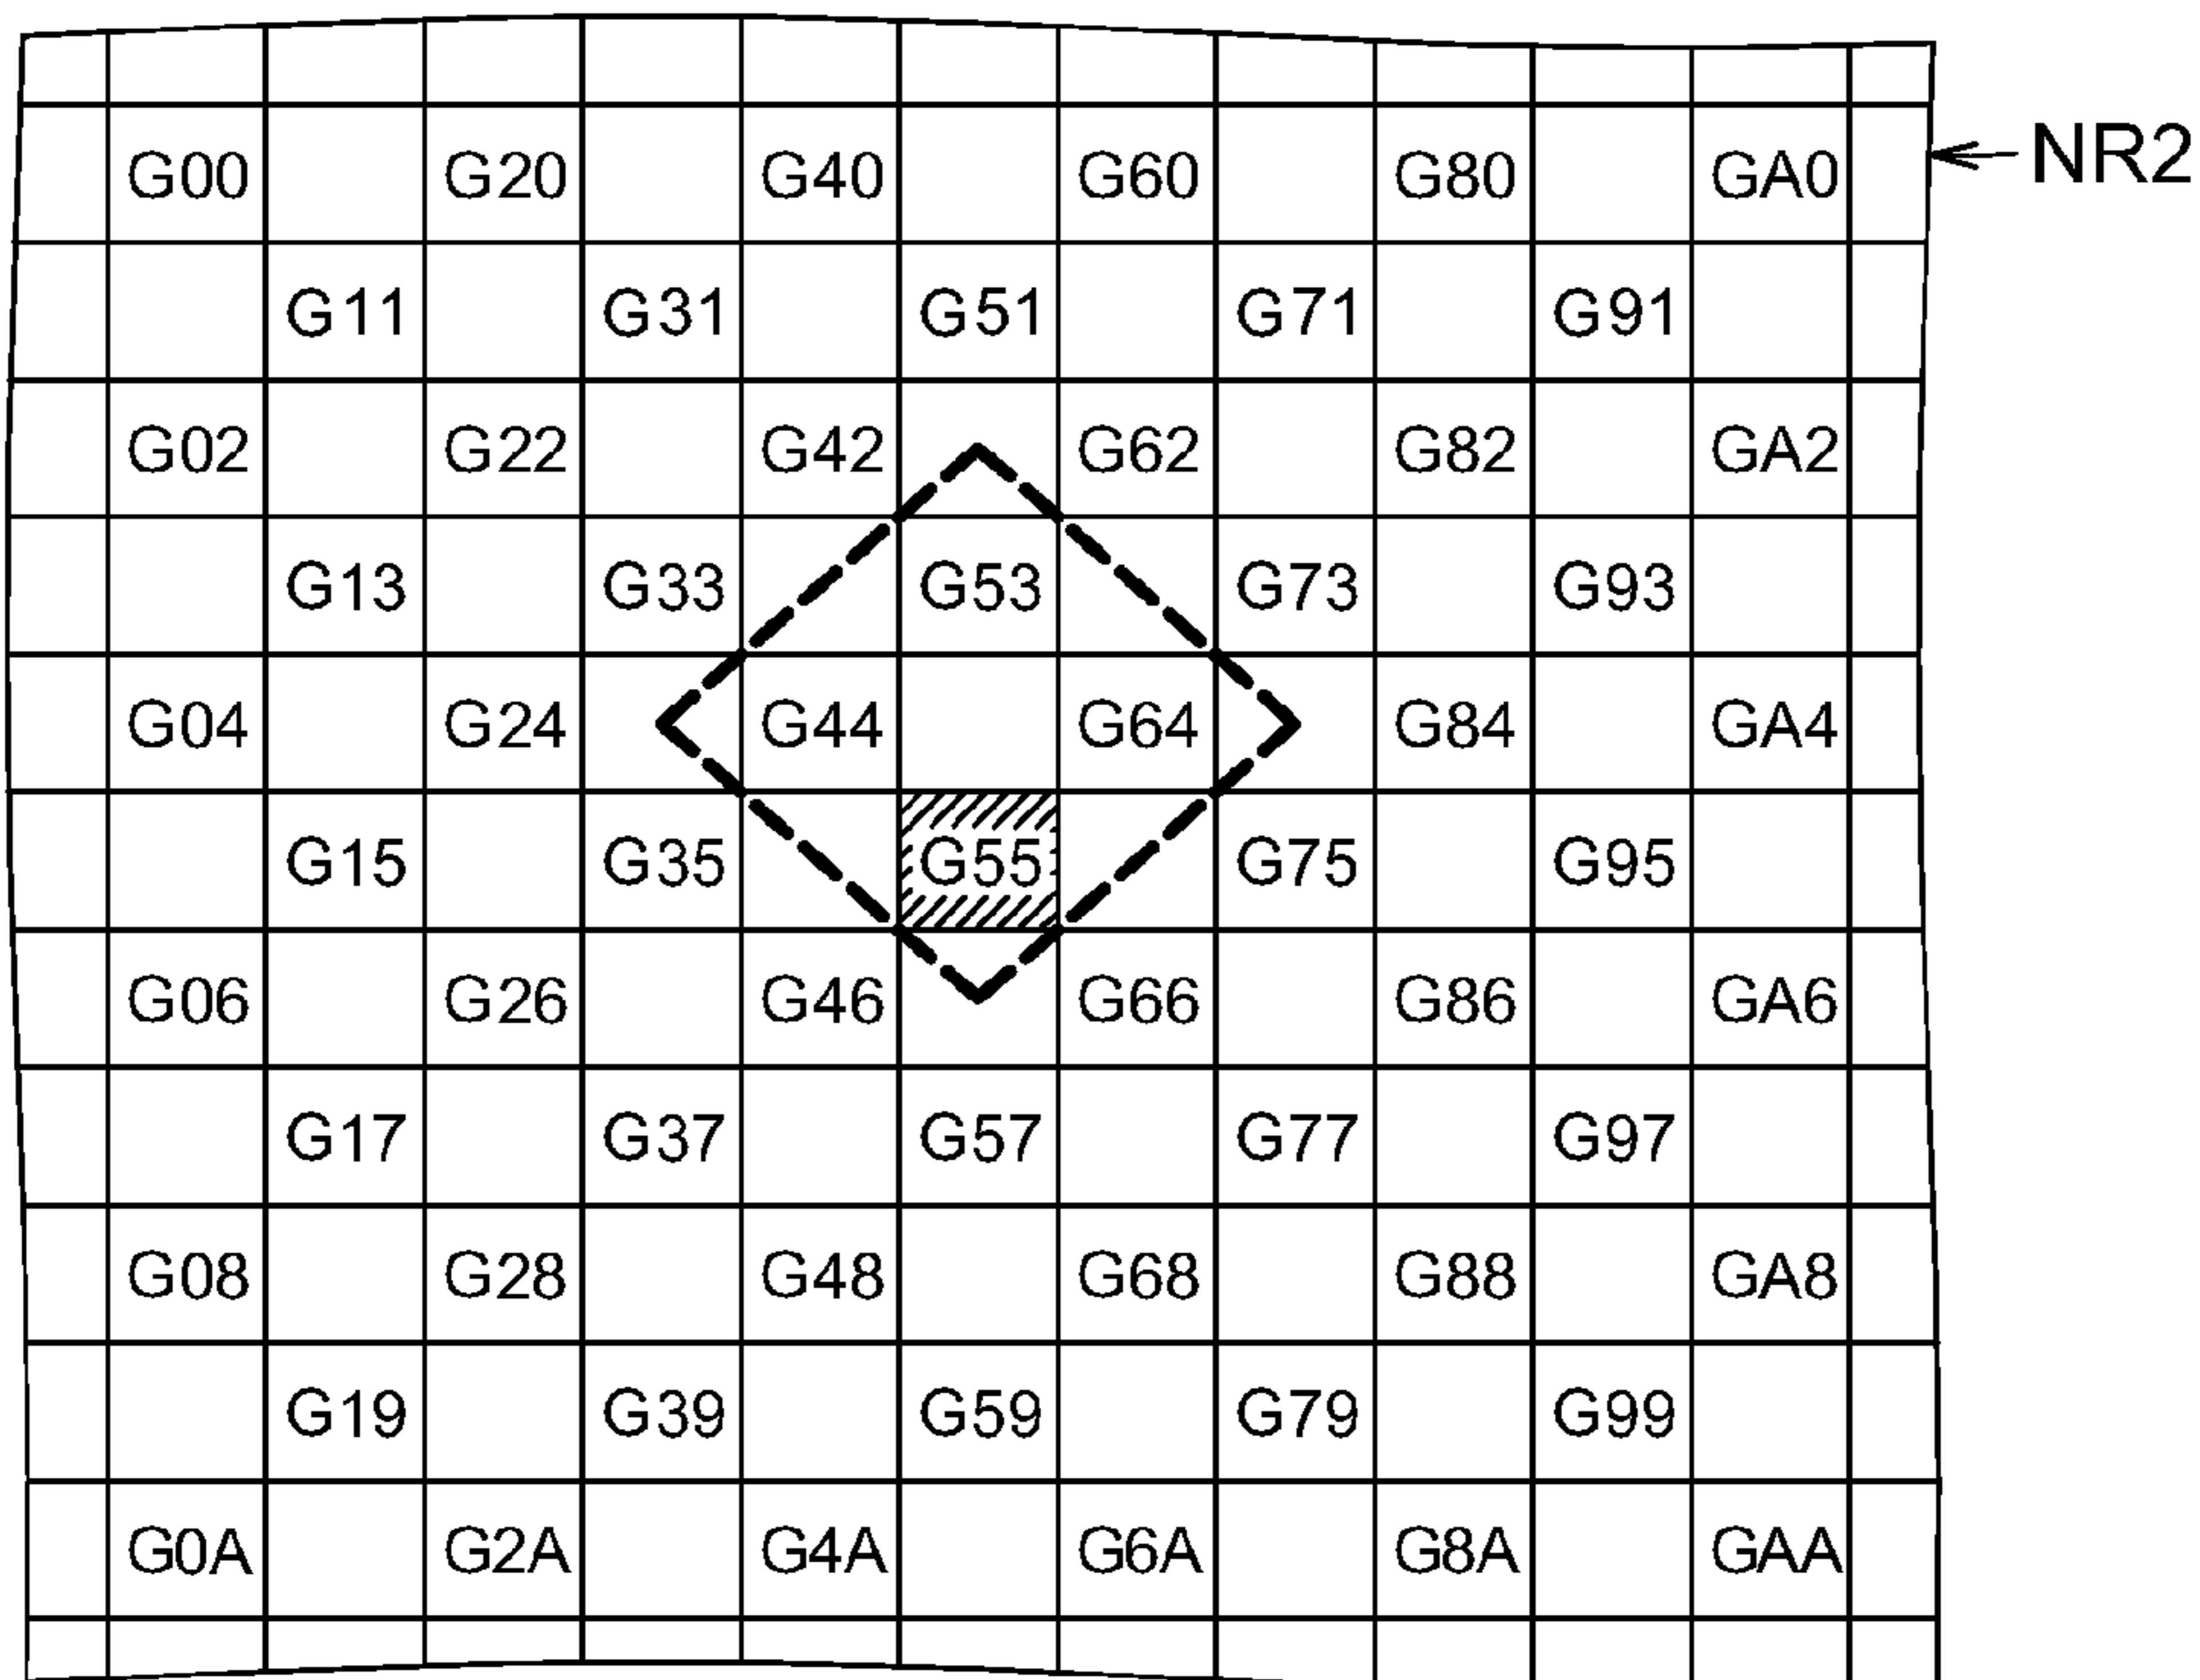 G00 G20 G40 G60 G80 GA0 NR2
G11 G31 G51 G71 G91
G02 G22 G42 G62 G82 GA2
G13 G33 G53 G73 G93
G04 G24 G44 G64 G84 GA4
G15 G35 G55 G75 G95
G06 G26 G46 G66 G86 GA6
G17 G37 G57 G77 G97
G08 G28 G48 G68 G88 GA8
G19 G39 G59 G79 G99
G0A G2A G4A G6A G8A GAA